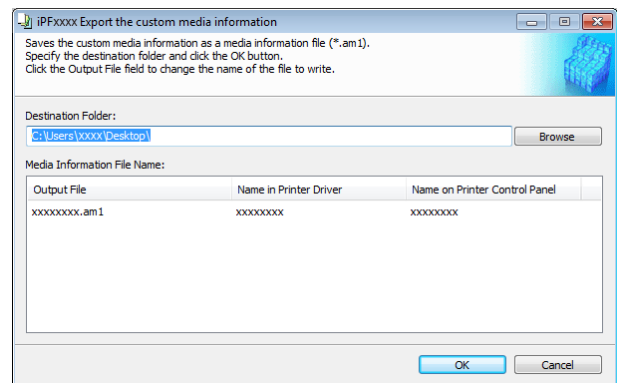 iPFxxxx Export the custom media information
Saves the custom media information as a media information file (*.am1).
Specify the destination folder and click the OK button.
Click the Output File field to change the name of the file to write.
Destination Folder:
C:\Users\xxxx\Desktop\
Browse
Media Information File Name:
Output File Name in Printer Driver Name on Printer Control Panel
xxxxxxxx.am1 xxxxxxxx xxxxxxxx
OK Cancel